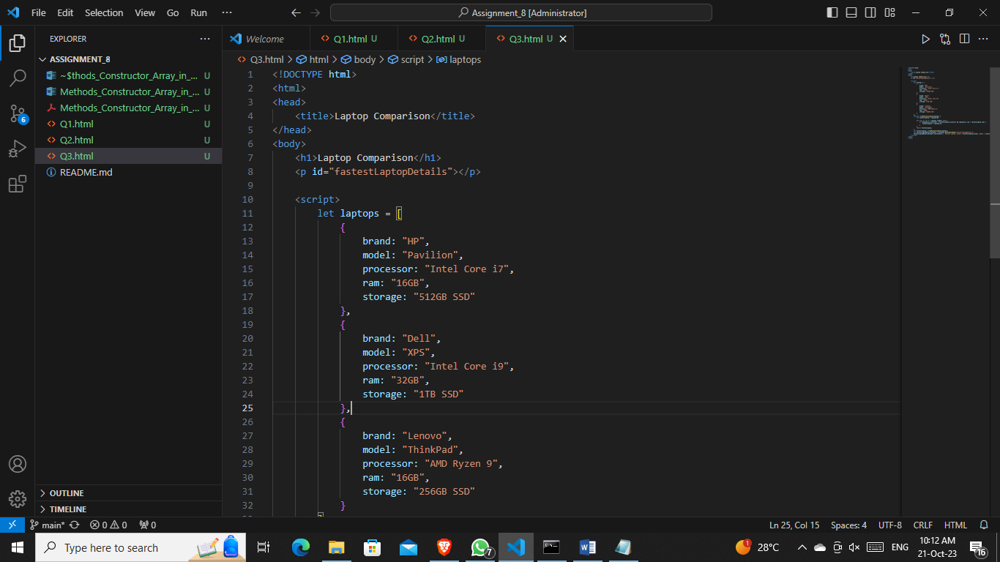 File Edit Selection View Go Run ···
Assignment_8 [Administrator]
EXPLORER
ASSIGNMENT_8
~$thods_Constructor_Array_in_... U
Methods_Constructor_Array_in_... U
Methods_Constructor_Array_in_... U
Q1.html U
Q2.html U
Q3.html U
README.md
OUTLINE
TIMELINE
Welcome Q1.html U Q2.html U Q3.html U
Q3.html > html > body > script > laptops
1 <!DOCTYPE html>
2 <html>
3 <head>
4 <title>Laptop Comparison</title>
5 </head>
6 <body>
7 <h1>Laptop Comparison</h1>
8 <p id="fastestLaptopDetails"></p>
9
10 <script>
11 let laptops = [
12 {
13 brand: "HP",
14 model: "Pavilion",
15 processor: "Intel Core i7",
16 ram: "16GB",
17 storage: "512GB SSD"
18 },
19 {
20 brand: "Dell",
21 model: "XPS",
22 processor: "Intel Core i9",
23 ram: "32GB",
24 storage: "1TB SSD"
25 },
26 {
27 brand: "Lenovo",
28 model: "ThinkPad",
29 processor: "AMD Ryzen 9",
30 ram: "16GB",
31 storage: "256GB SSD"
32 }
6
main* 0 0 0
Ln 25, Col 15 Spaces: 4 UTF-8 CRLF HTML
Type here to search
7
1 28°C
ENG
10:12 AM
21-Oct-23
16